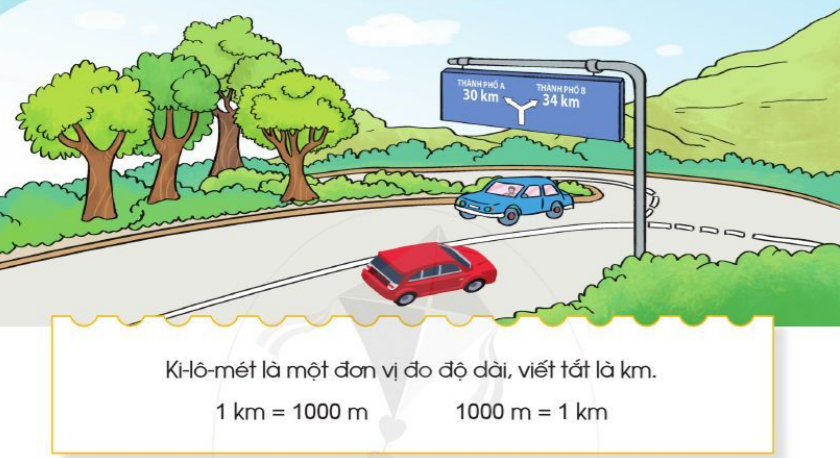 THÀNH PHỐ A THÀNH PHỐ B
30 km 34 km
Ki-lô-mét là một đơn vị đo độ dài, viết tắt là km.
1 km = 1000 m 1000 m = 1 km